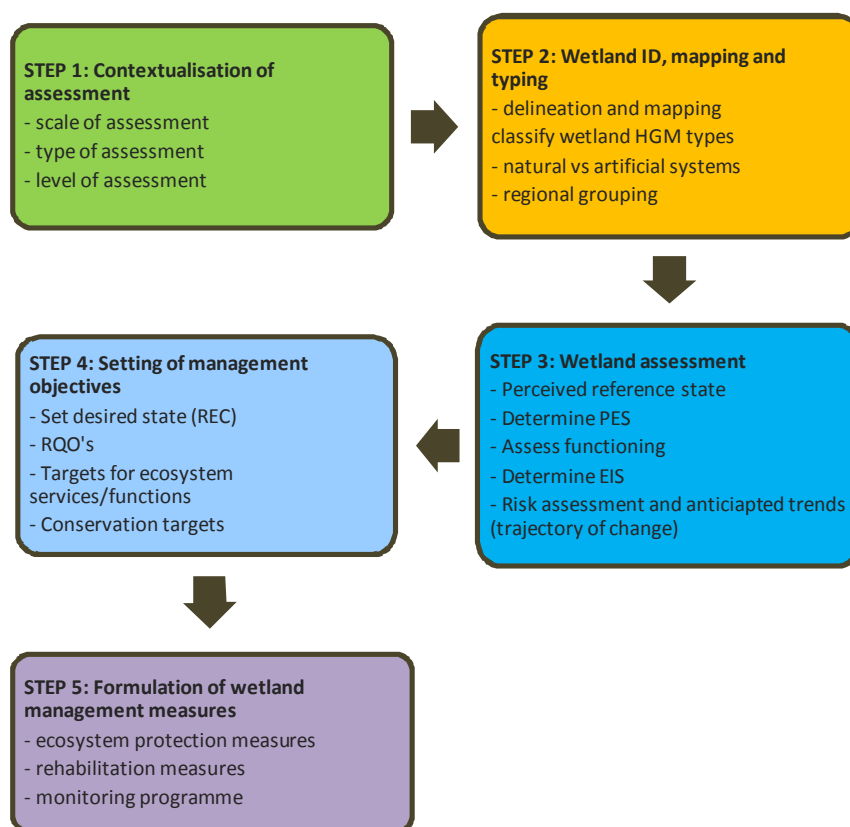 STEP 1: Contextualisation of
assessment
- scale of assessment
- type of assessment
- level of assessment
STEP 2: Wetland ID, mapping and
typing
- delineation and mapping
classify wetland HGM types
- natural vs artificial systems
- regional grouping
STEP 3: Wetland assessment
- Perceived reference state
- Determine PES
- Assess functioning
- Determine EIS
- Risk assessment and anticiapted trends
(trajectory of change)
STEP 4: Setting of management
objectives
- Set desired state (REC)
- RQO's
- Targets for ecosystem
services/functions
- Conservation targets
STEP 5: Formulation of wetland
management measures
- ecosystem protection measures
- rehabilitation measures
- monitoring programme